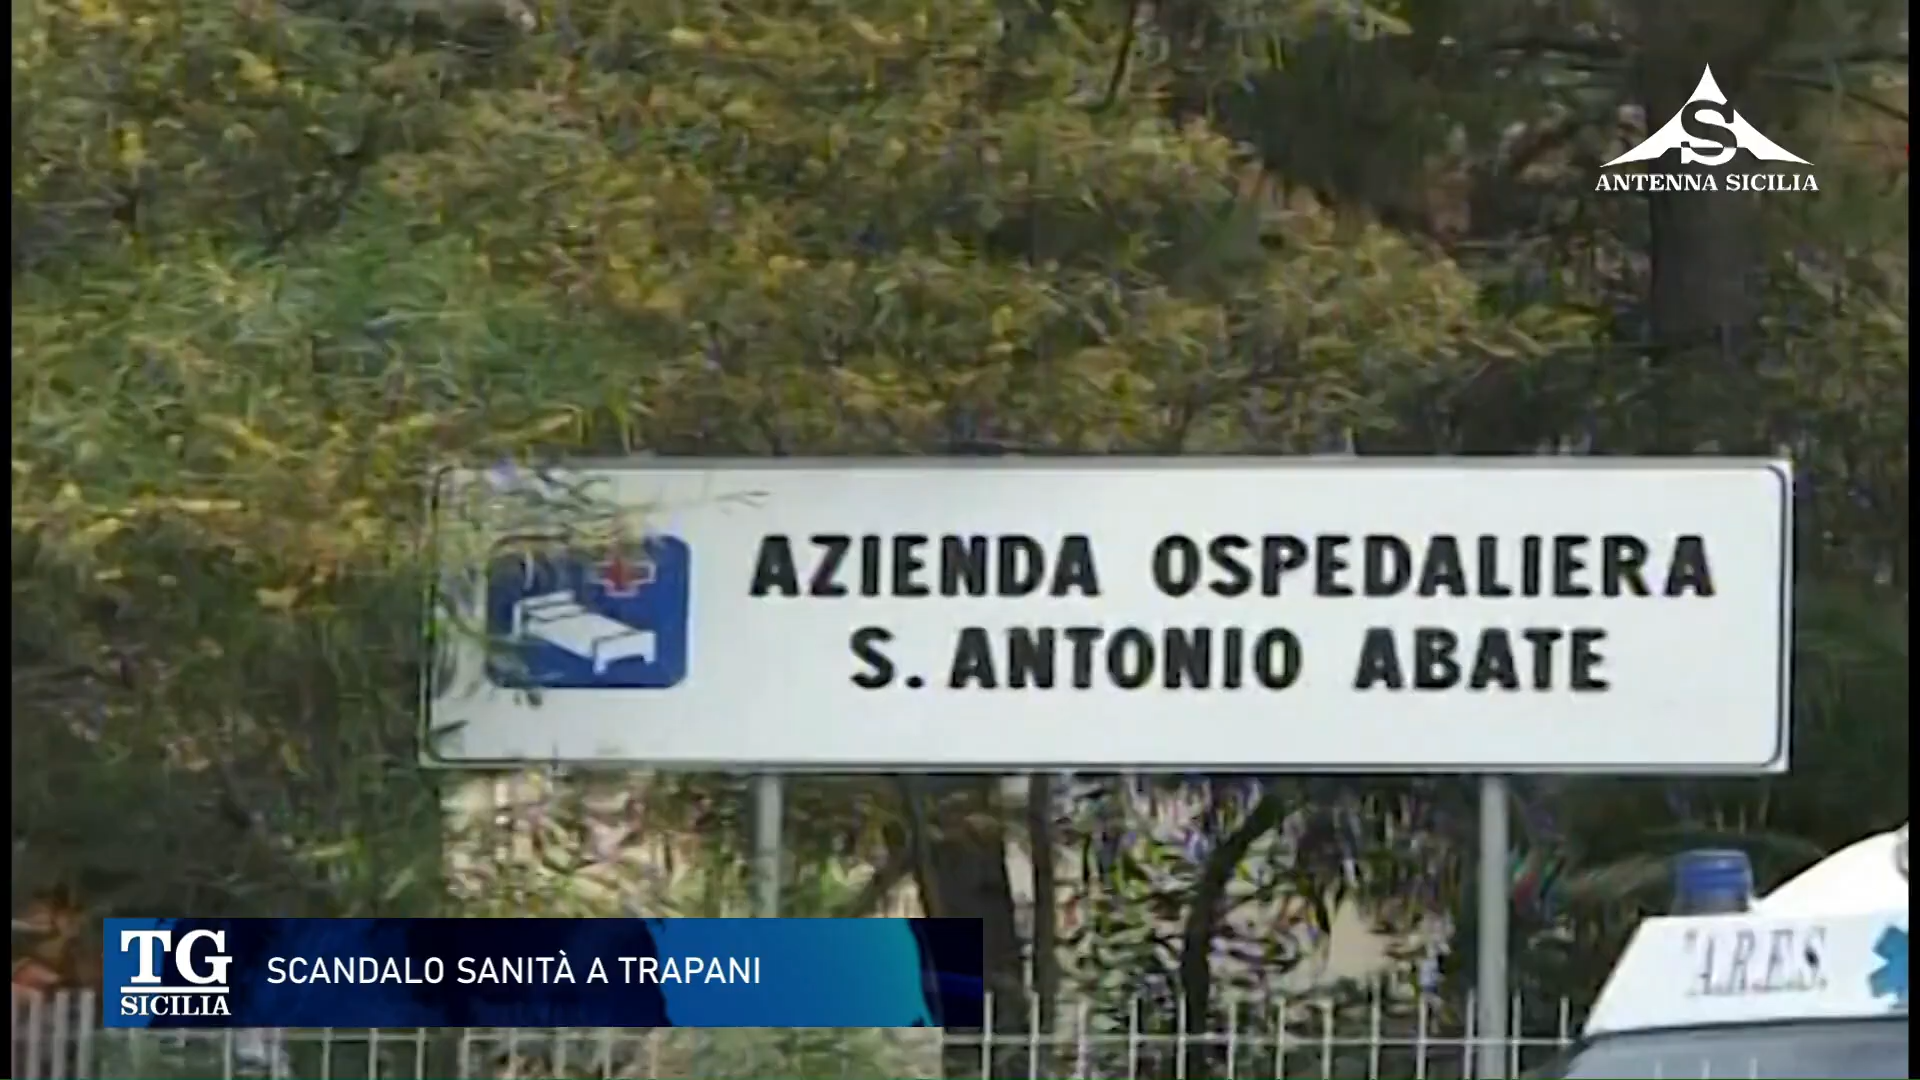 S
ANTENNA SICILIA
AZIENDA OSPEDALIERA
S. ANTONIO ABATE
"A.R.E.S.
TG
SICILIA
SCANDALO SANITÀ A TRAPANI